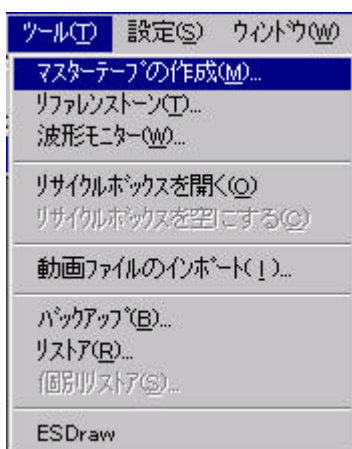 ツール(T) 設定(S) ウィンドウ(W)
マスターテープの作成(M)...
リファレンストーン(T)...
波形モニター(W)...
リサイクルボックスを開く(O)
リサイクルボックスを空にする(C)
動画ファイルのインポート(I)...
バックアップ(B)...
リストア(R)...
個別リストア(S)...
ESDraw